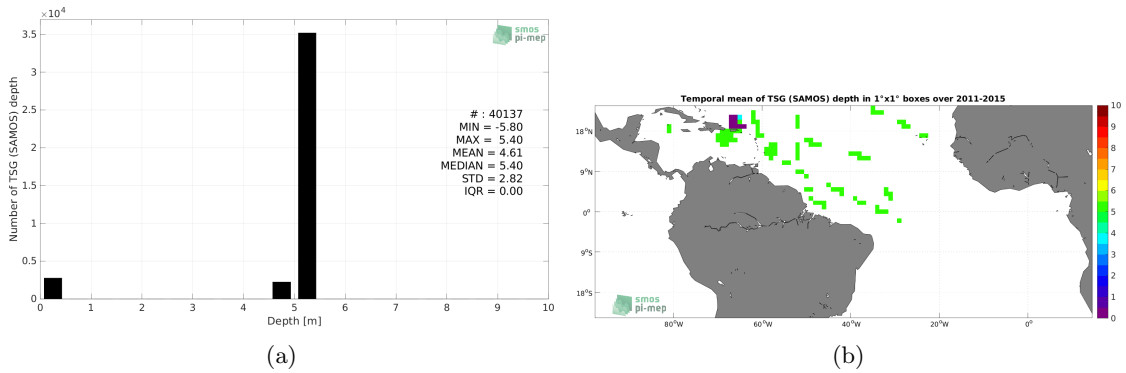 ×10⁴
3.5
3
2.5
2
1.5
1
0.5
0
Number of TSG (SAMOS) depth
smos
pi-mep
# : 40137
MIN = -5.80
MAX = 5.40
MEAN = 4.61
MEDIAN = 5.40
STD = 2.82
IQR = 0.00
0 1 2 3 4 5 6 7 8 9 10
Depth [m]
(a)
Temporal mean of TSG (SAMOS) depth in 1°x1° boxes over 2011-2015
18°N
9°N
0°
9°S
18°S
smos
pi-mep
80°W 60°W 40°W 20°W 0°
10
9
8
7
6
5
4
3
2
1
0
(b)